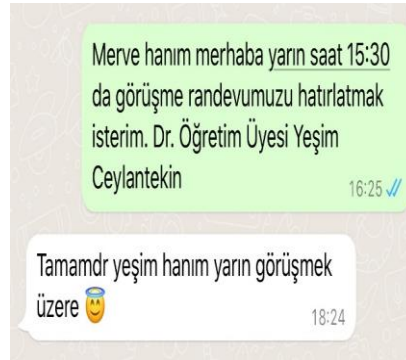 Merve hanım merhaba yarın saat 15:30
da görüşme randevumuzu hatırlatmak
isterim. Dr. Öğretim Üyesi Yeşim
Ceylantekin
16:25
Tamamdr yeşim hanım yarın görüşmek
üzere 😇
18:24